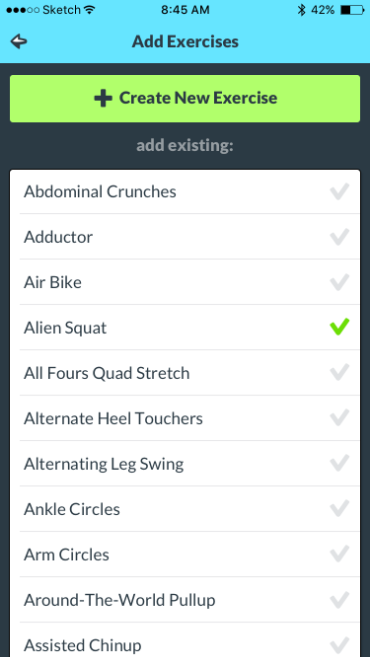 Sketch 8:45 AM 42%
Add Exercises
Create New Exercise
add existing:
Abdominal Crunches
Adductor
Air Bike
Alien Squat
All Fours Quad Stretch
Alternate Heel Touchers
Alternating Leg Swing
Ankle Circles
Arm Circles
Around-The-World Pullup
Assisted Chinup